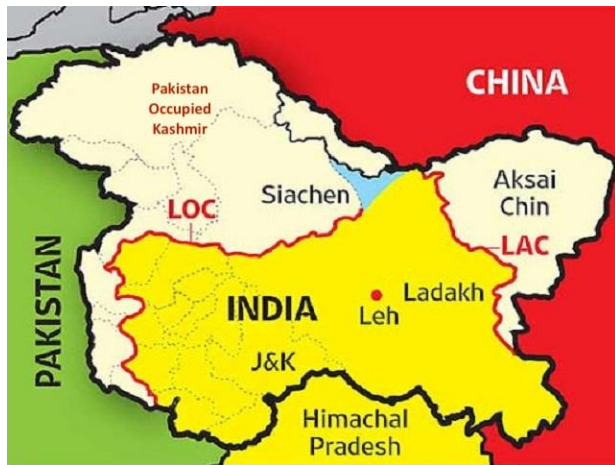 Pakistan
Occupied
Kashmir
CHINA
Siachen
Aksai
Chin
LOC
LAC
PAKISTAN
INDIA
Ladakh
Leh
J&K
Himachal
Pradesh